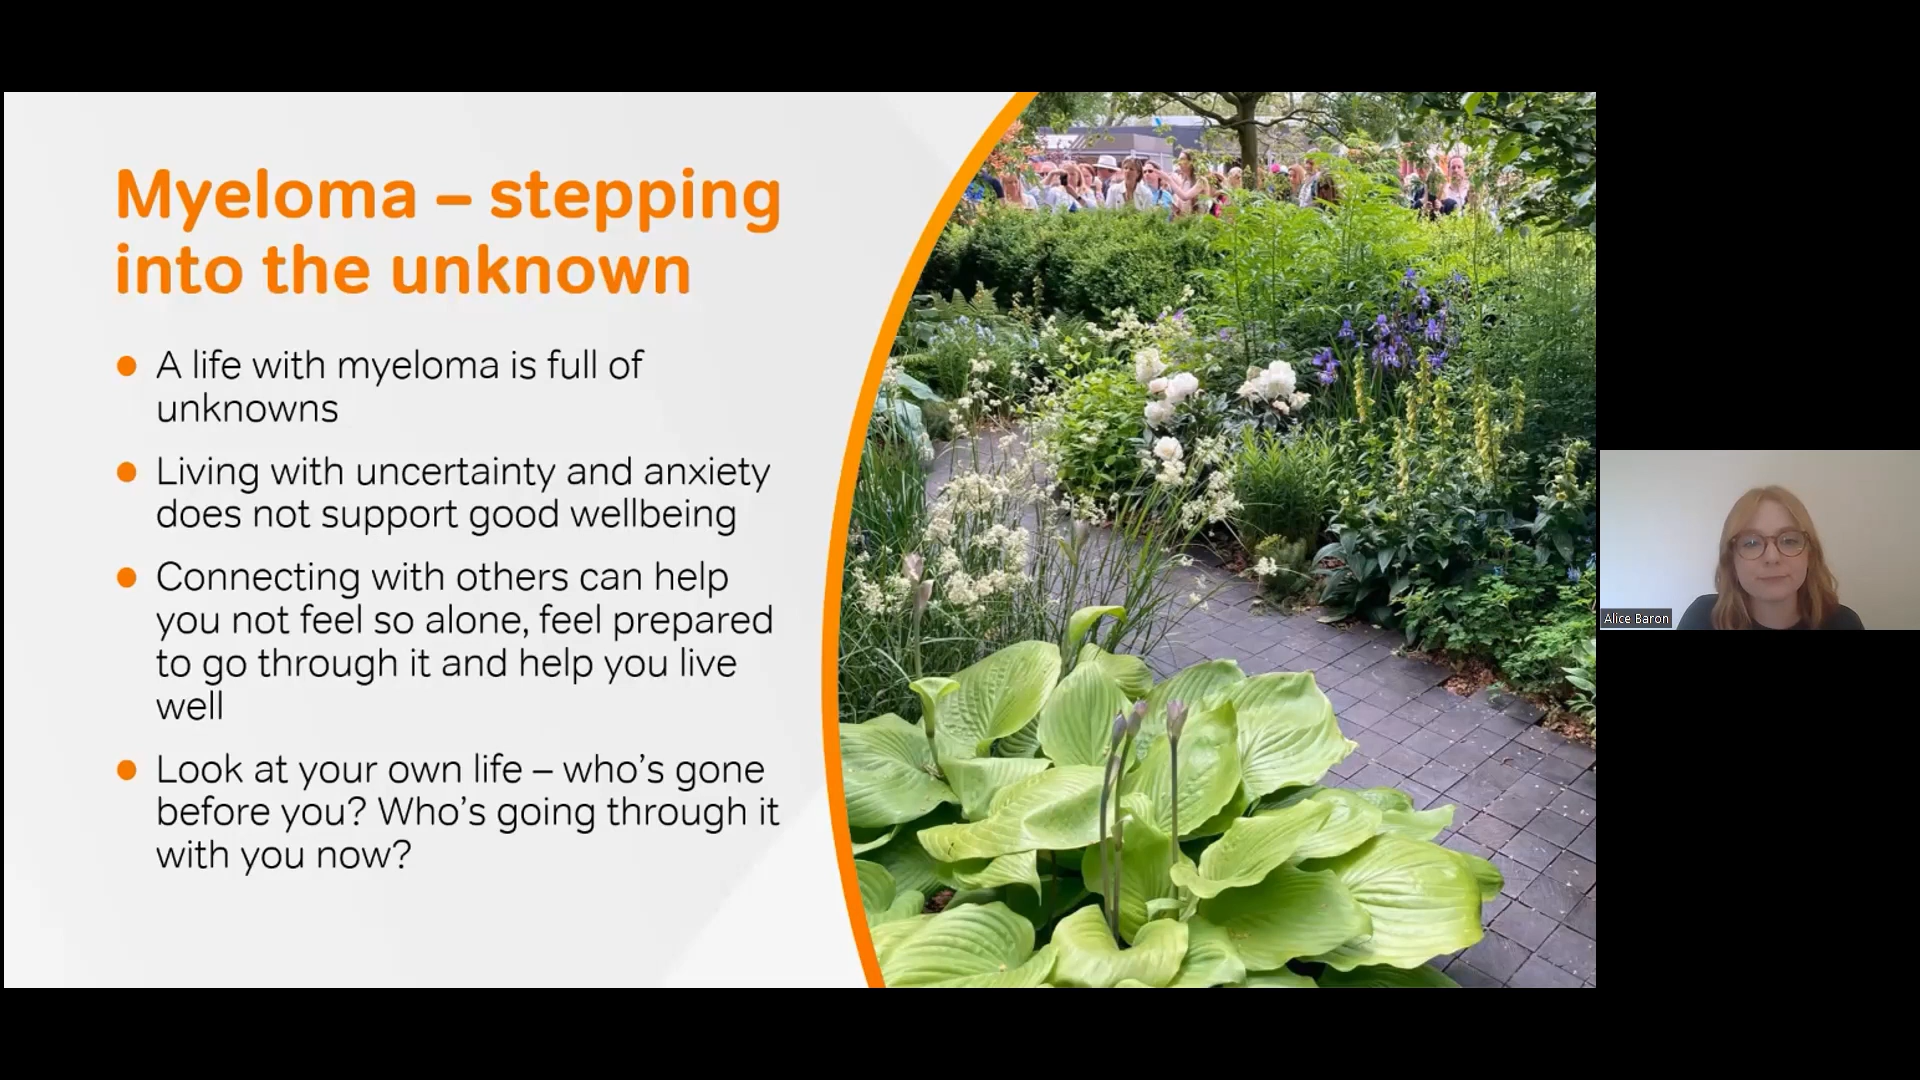 Myeloma – stepping
into the unknown
A life with myeloma is full of
unknowns
Living with uncertainty and anxiety
does not support good wellbeing
Connecting with others can help
you not feel so alone, feel prepared
to go through it and help you live
well
Look at your own life – who’s gone
before you? Who’s going through it
with you now?
Alice Baron